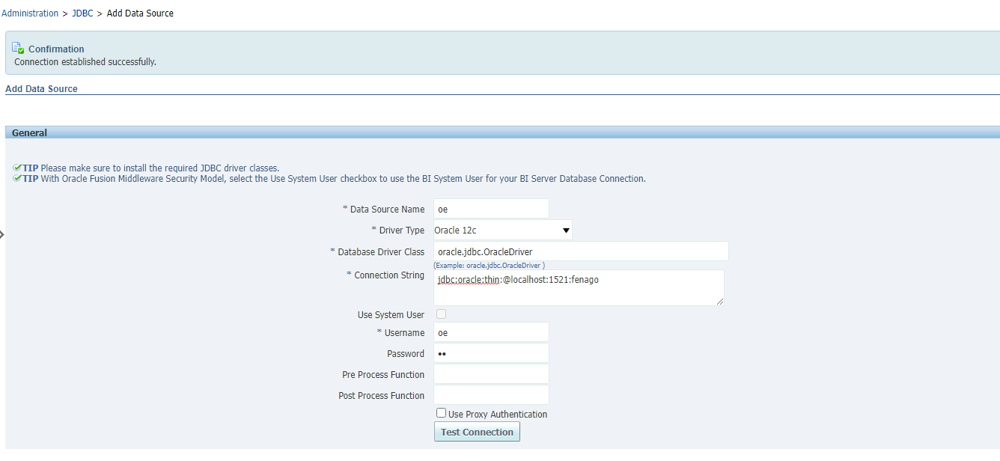 Administration > JDBC > Add Data Source
Confirmation
Connection established successfully.
Add Data Source
General
TIP Please make sure to install the required JDBC driver classes.
TIP With Oracle Fusion Middleware Security Model, select the Use System User checkbox to use the BI System User for your BI Server Database Connection.
* Data Source Name oe
* Driver Type Oracle 12c
* Database Driver Class oracle.jdbc.OracleDriver
(Example: oracle.jdbc.OracleDriver )
* Connection String jdbc:oracle:thin:@localhost:1521:fenago
Use System User
* Username oe
Password ••
Pre Process Function
Post Process Function
Use Proxy Authentication
Test Connection